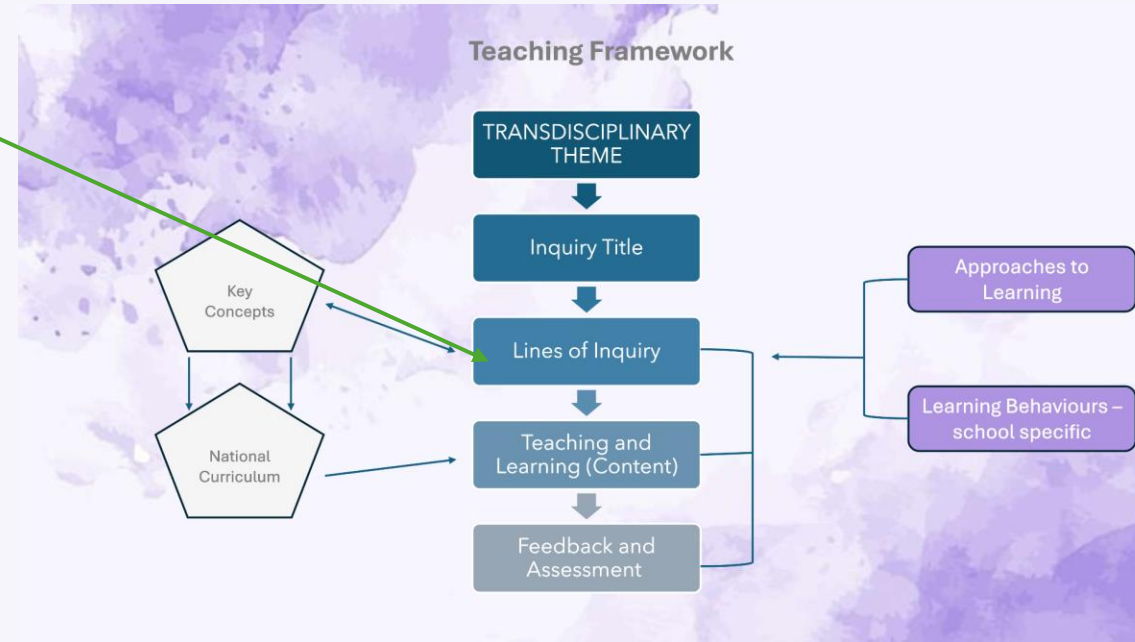 Teaching Framework
TRANSDISCIPLINARY
THEME
Inquiry Title
Key
Concepts
Lines of Inquiry
Approaches to
Learning
National
Curriculum
Teaching and
Learning (Content)
Learning Behaviours –
school specific
Feedback and
Assessment